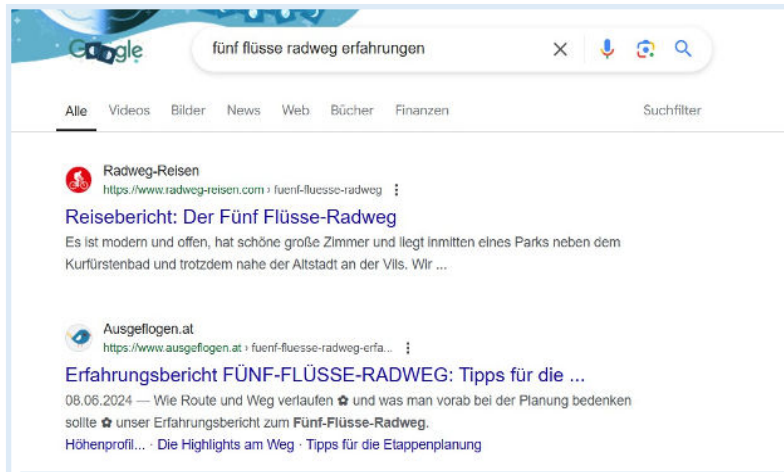 Google
fünf flüsse radweg erfahrungen
Alle Videos Bilder News Web Bücher Finanzen Suchfilter
Radweg-Reisen
https://www.radweg-reisen.com › fuenf-fluesse-radweg
Reisebericht: Der Fünf Flüsse-Radweg
Es ist modern und offen, hat schöne große Zimmer und liegt inmitten eines Parks neben dem
Kurfürstenbad und trotzdem nahe der Altstadt an der Vils. Wir ...
Ausgeflogen.at
https://www.ausgeflogen.at › fuenf-fluesse-radweg-erfa...
Erfahrungsbericht FÜNF-FLÜSSE-RADWEG: Tipps für die ...
08.06.2024 — Wie Route und Weg verlaufen ✿ und was man vorab bei der Planung bedenken
sollte ✿ unser Erfahrungsbericht zum Fünf-Flüsse-Radweg.
Höhenprofil... · Die Highlights am Weg · Tipps für die Etappenplanung